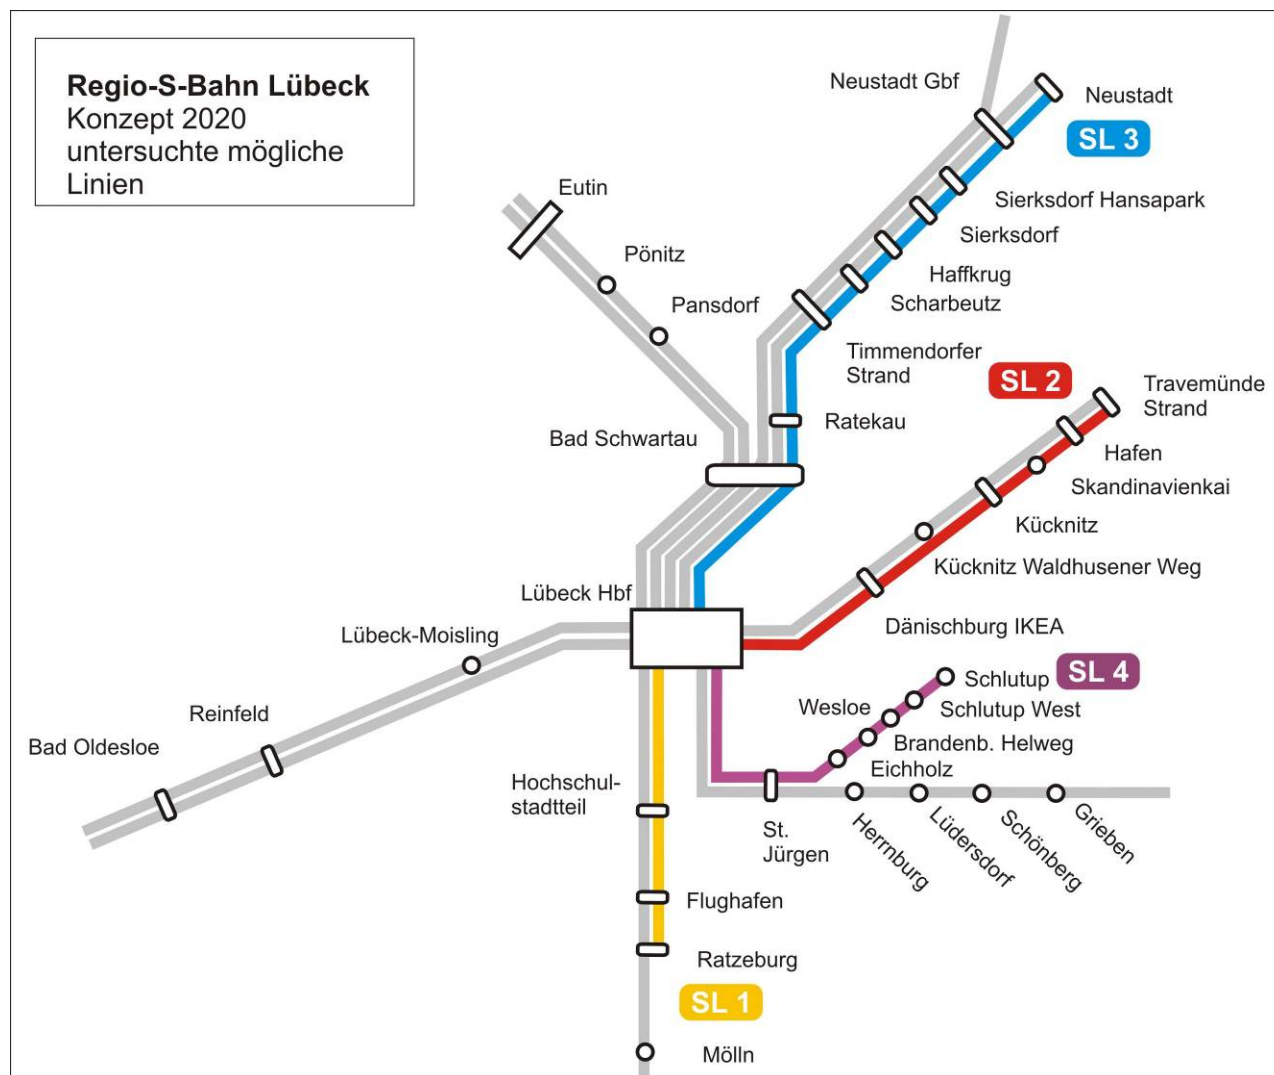 Regio-S-Bahn Lübeck
Konzept 2020
untersuchte mögliche
Linien
Neustadt Gbf
Neustadt
SL 3
Eutin
Sierksdorf Hansapark
Sierksdorf
Pönitz
Haffkrug
Pansdorf
Scharbeutz
Timmendorfer
Strand
SL 2
Travemünde
Strand
Ratekau
Bad Schwartau
Hafen
Skandinavienkai
Kücknitz
Kücknitz Waldhusener Weg
Lübeck Hbf
Dänischburg IKEA
Lübeck-Moisling
SL 4
Schlutup
Wesloe
Schlutup West
Reinfeld
Brandenb. Helweg
Bad Oldesloe
Eichholz
Hochschul-
stadtteil
St.
Jürgen
Herrnburg
Lüdersdorf
Schönberg
Grieben
Flughafen
Ratzeburg
SL 1
Mölln